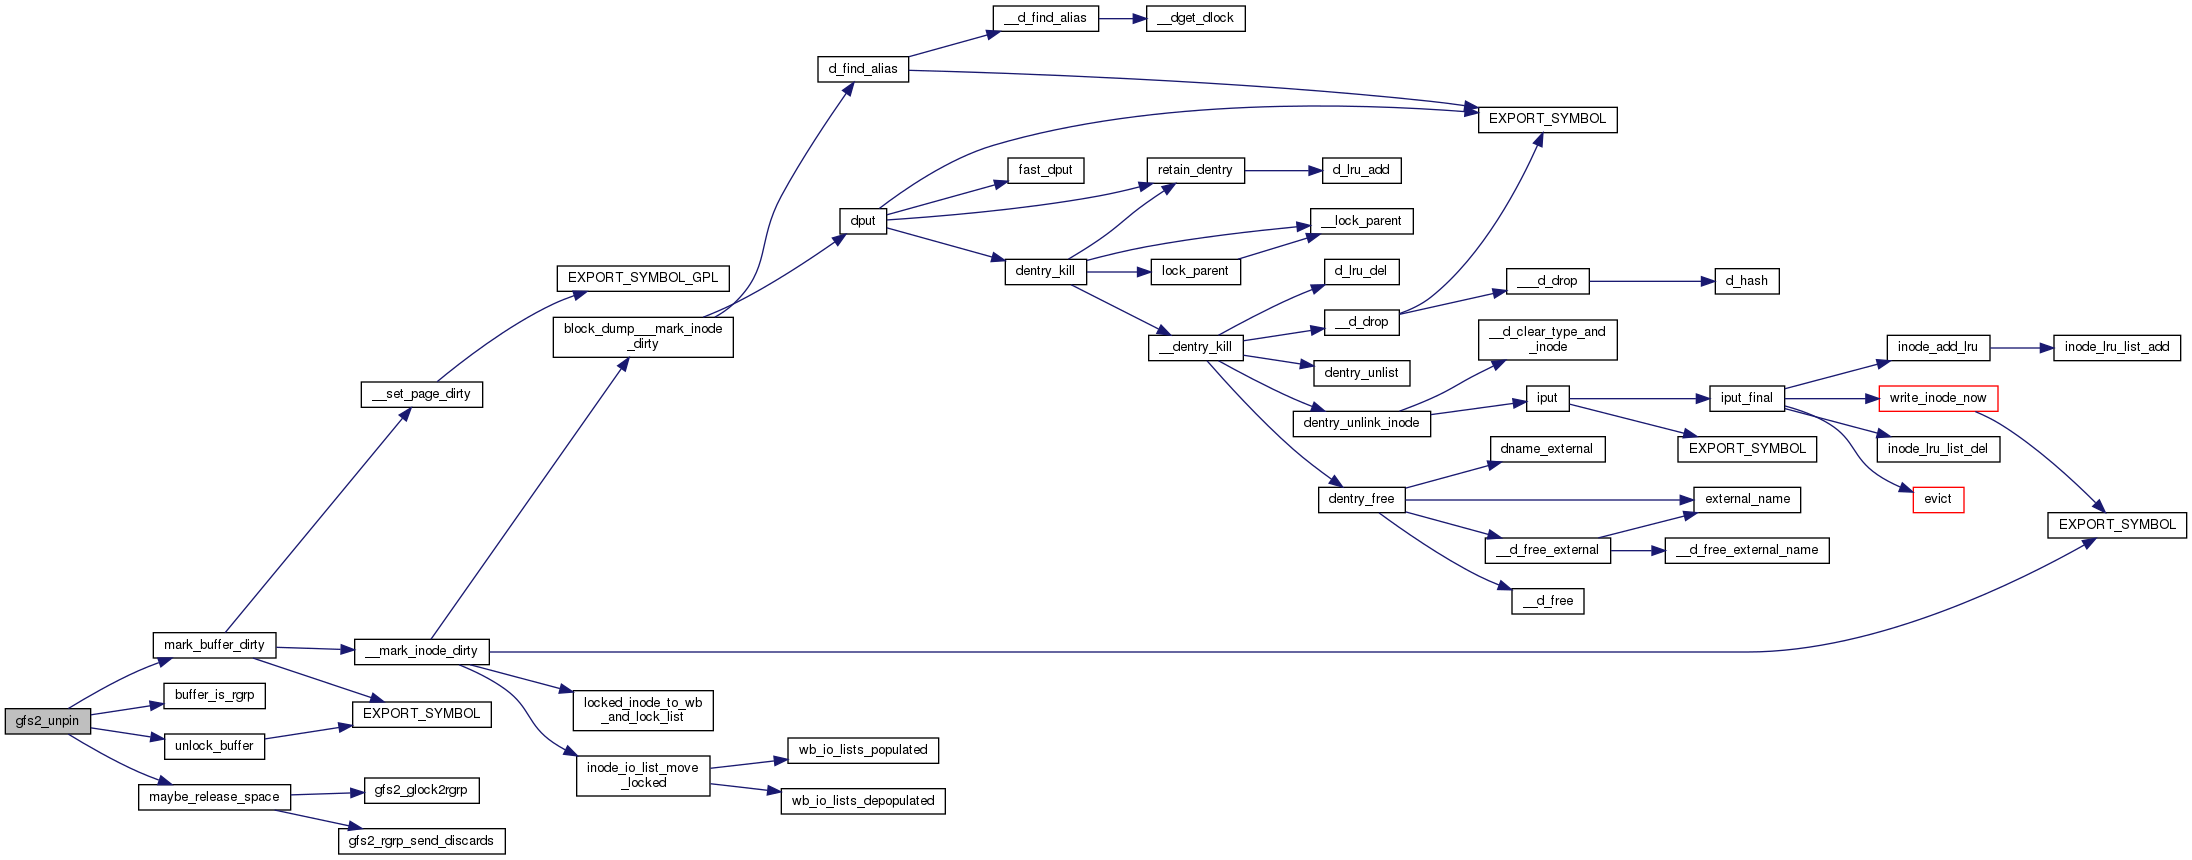 __d_find_alias
__dget_dlock
d_find_alias
EXPORT_SYMBOL
fast_dput
retain_dentry
d_lru_add
dput
__lock_parent
dentry_kill
lock_parent
d_lru_del
___d_drop
d_hash
EXPORT_SYMBOL_GPL
block_dump___mark_inode
_dirty
__d_drop
__d_clear_type_and
_inode
__dentry_kill
inode_add_lru
inode_lru_list_add
dentry_unlist
__set_page_dirty
iput
iput_final
write_inode_now
dentry_unlink_inode
EXPORT_SYMBOL
inode_lru_list_del
dname_external
dentry_free
external_name
evict
EXPORT_SYMBOL
__d_free_external
__d_free_external_name
__d_free
mark_buffer_dirty
__mark_inode_dirty
buffer_is_rgrp
locked_inode_to_wb
_and_lock_list
EXPORT_SYMBOL
gfs2_unpin
unlock_buffer
wb_io_lists_populated
inode_io_list_move
_locked
maybe_release_space
gfs2_glock2rgrp
wb_io_lists_depopulated
gfs2_rgrp_send_discards